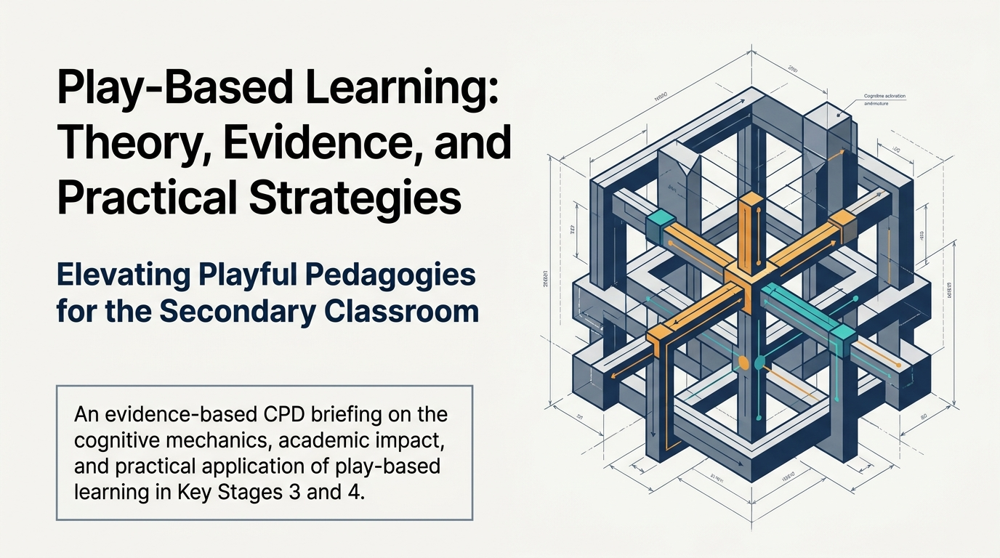 Play-Based Learning:
Theory, Evidence, and
Practical Strategies
Elevating Playful Pedagogies
for the Secondary Classroom
An evidence-based CPD briefing on the
cognitive mechanics, academic impact,
and practical application of play-based
learning in Key Stages 3 and 4.